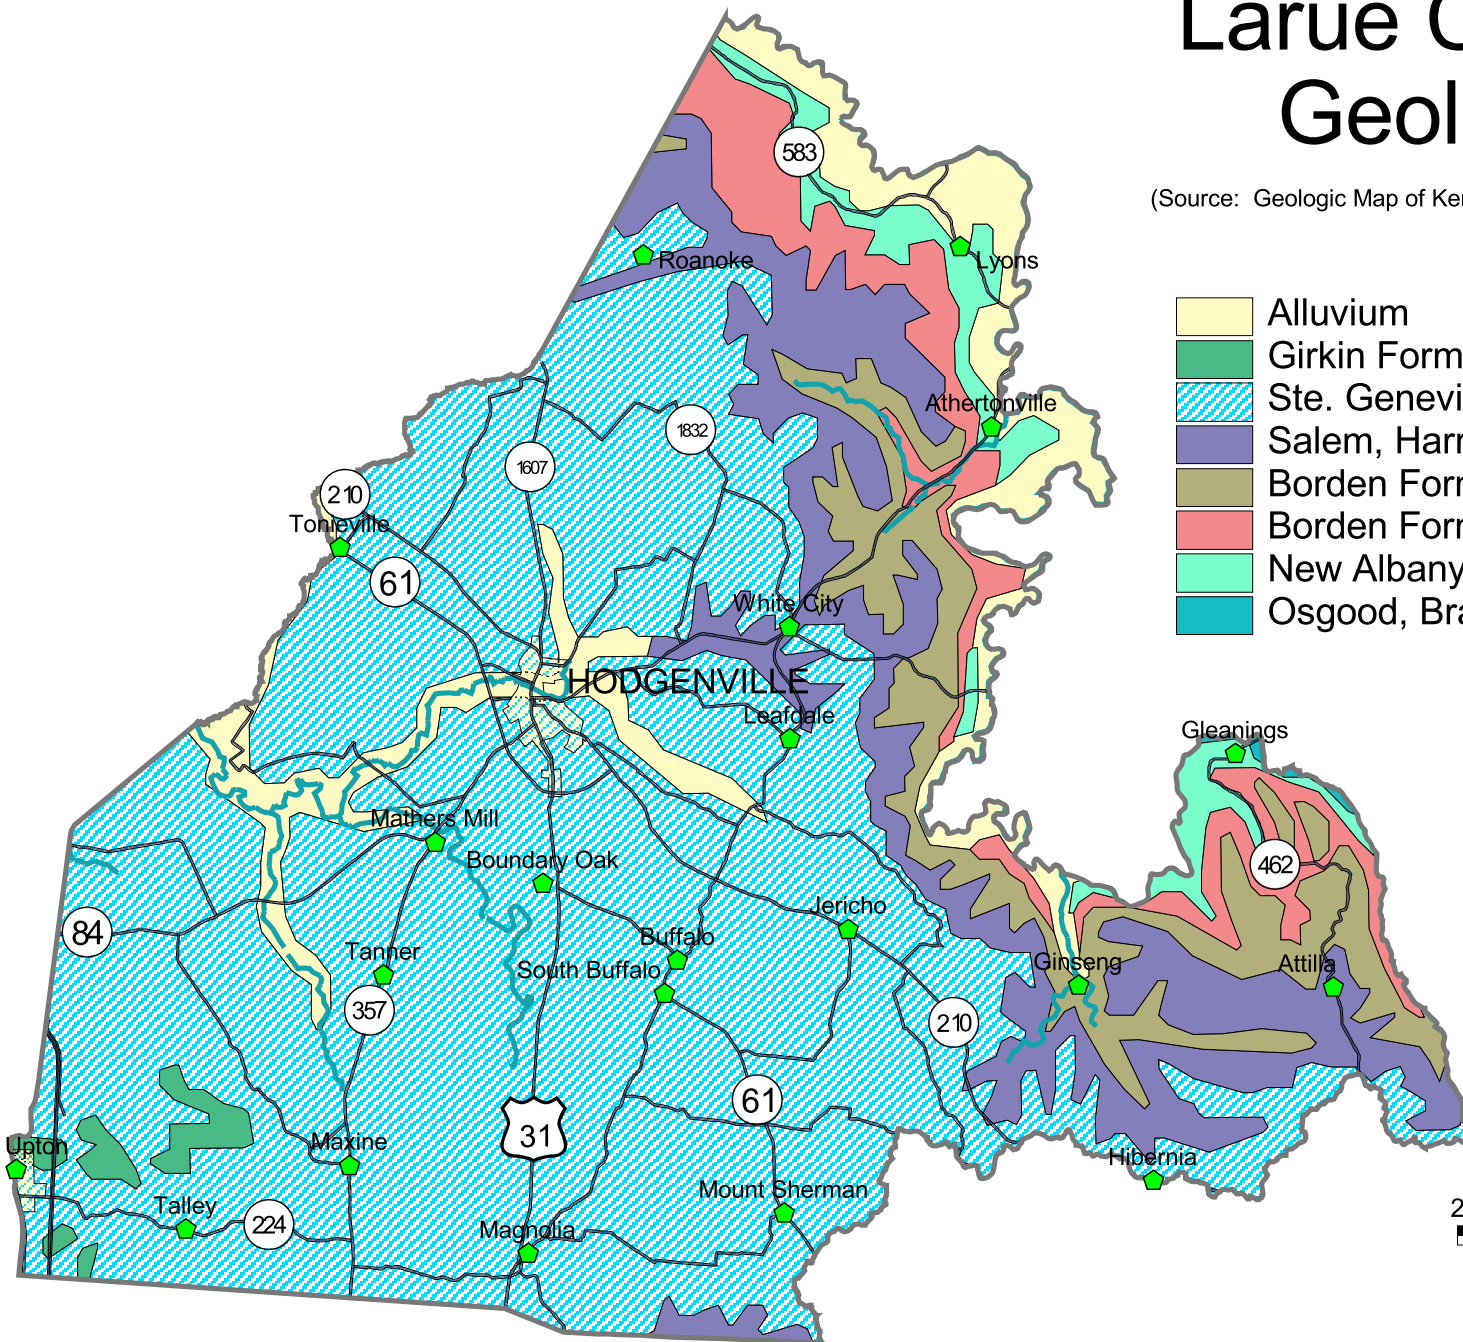 Larue C
Geol
(Source: Geologic Map of Ken
583
Roanoke
Lyons
Alluvium
Girkin Form
Ste. Genevi
Salem, Harr
Borden Form
Borden Form
New Albany
Osgood, Bra
Athertonville
1832
1607
210
Tonieville
61
White City
HODGENVILLE
Leafdale
Gleanings
Mathers Mill
Boundary Oak
462
Jericho
84
Tanner
Buffalo
South Buffalo
Ginseng
Attilla
357
210
61
31
Upton
Maxine
Hibernia
Talley
Mount Sherman
224
Magnolia
2